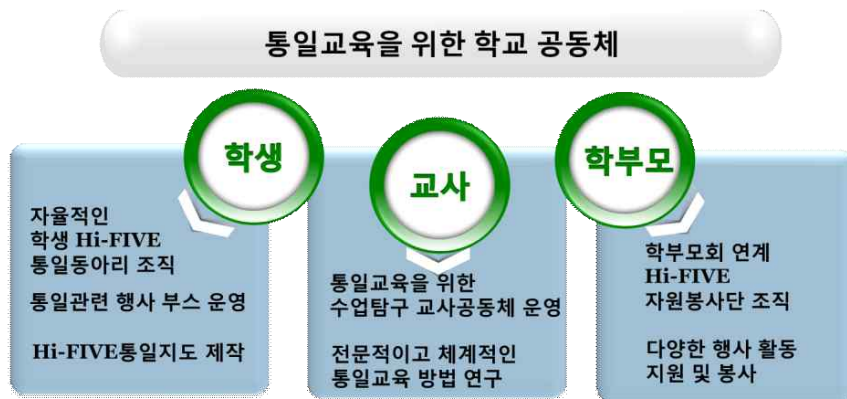 통일교육을 위한 학교 공동체
학생
자율적인
학생 Hi-FIVE
통일동아리 조직
통일관련 행사 부스 운영
Hi-FIVE통일지도 제작
교사
통일교육을 위한
수업탐구 교사공동체 운영
전문적이고 체계적인
통일교육 방법 연구
학부모
학부모회 연계
Hi-FIVE
자원봉사단 조직
다양한 행사 활동
지원 및 봉사